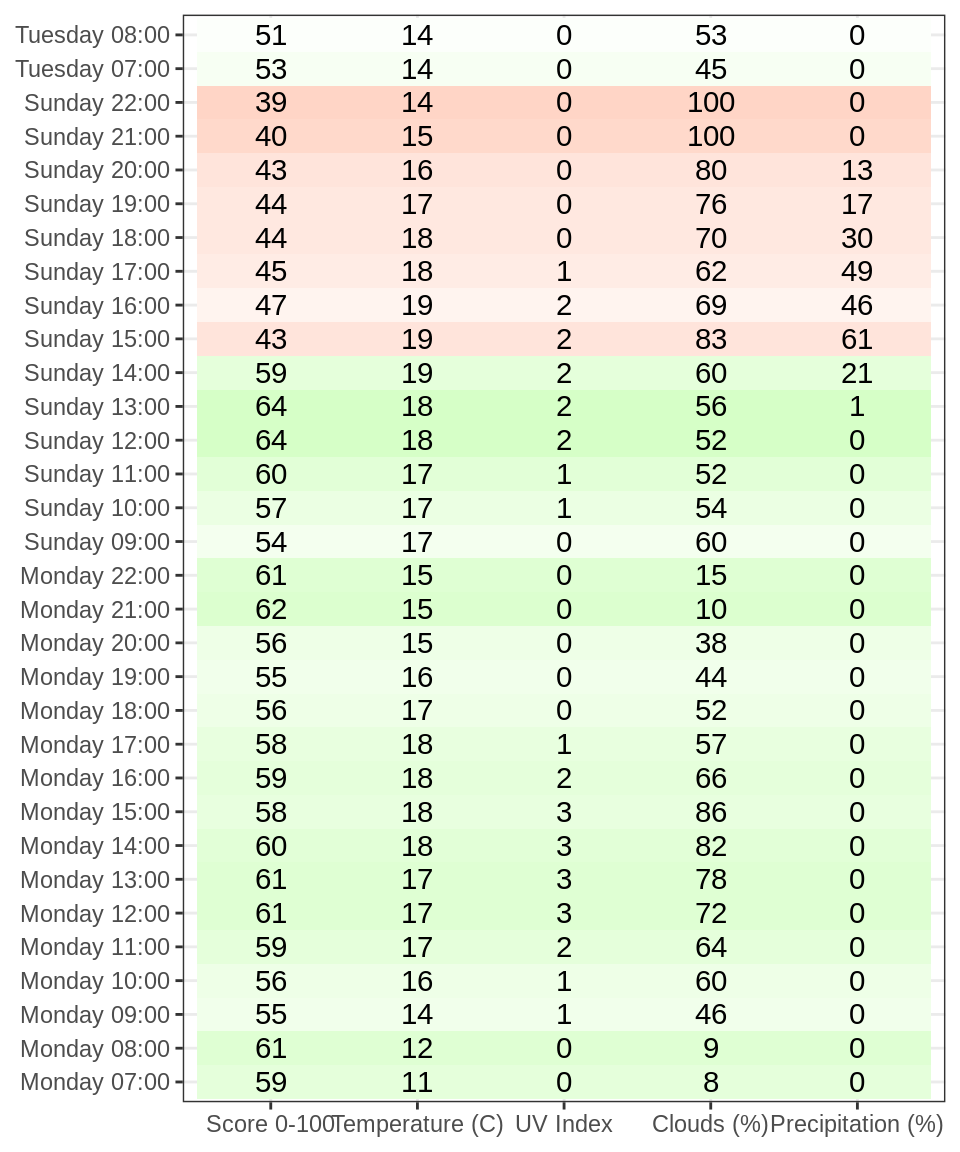 Tuesday 08:00 51 14 0 53 0
Tuesday 07:00 53 14 0 45 0
Sunday 22:00 39 14 0 100 0
Sunday 21:00 40 15 0 100 0
Sunday 20:00 43 16 0 80 13
Sunday 19:00 44 17 0 76 17
Sunday 18:00 44 18 0 70 30
Sunday 17:00 45 18 1 62 49
Sunday 16:00 47 19 2 69 46
Sunday 15:00 43 19 2 83 61
Sunday 14:00 59 19 2 60 21
Sunday 13:00 64 18 2 56 1
Sunday 12:00 64 18 2 52 0
Sunday 11:00 60 17 1 52 0
Sunday 10:00 57 17 1 54 0
Sunday 09:00 54 17 0 60 0
Monday 22:00 61 15 0 15 0
Monday 21:00 62 15 0 10 0
Monday 20:00 56 15 0 38 0
Monday 19:00 55 16 0 44 0
Monday 18:00 56 17 0 52 0
Monday 17:00 58 18 1 57 0
Monday 16:00 59 18 2 66 0
Monday 15:00 58 18 3 86 0
Monday 14:00 60 18 3 82 0
Monday 13:00 61 17 3 78 0
Monday 12:00 61 17 3 72 0
Monday 11:00 59 17 2 64 0
Monday 10:00 56 16 1 60 0
Monday 09:00 55 14 1 46 0
Monday 08:00 61 12 0 9 0
Monday 07:00 59 11 0 8 0
Score 0-100 Temperature (C) UV Index Clouds (%) Precipitation (%)